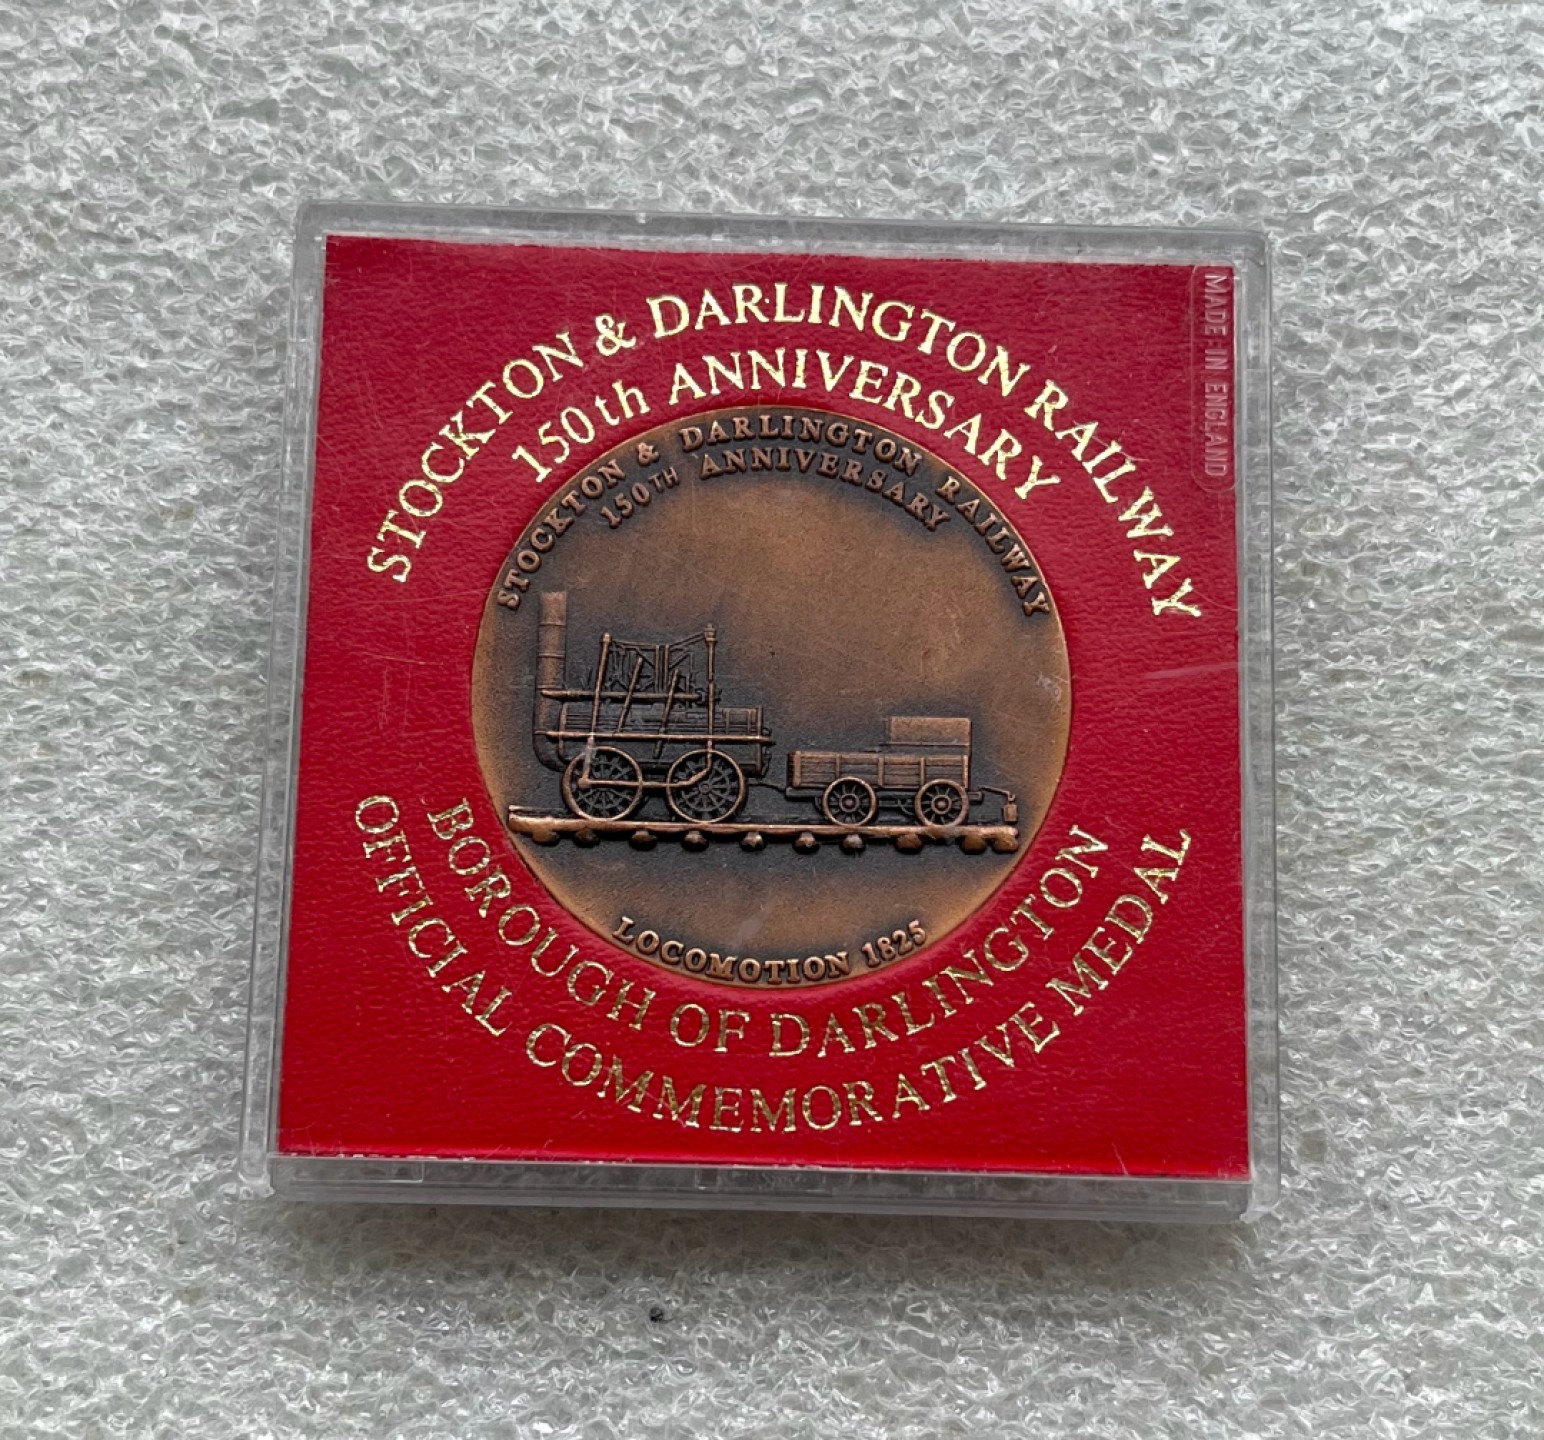 STOCKTON & DARLINGTON RAILWAY
150th ANNIVERSARY
STOCKTON & DARLINGTON RAILWAY
150TH ANNIVERSARY
LOCOMOTION 1825
BOROUGH OF DARLINGTON
OFFICIAL COMMEMORATIVE MEDAL
MADE IN ENGLAND